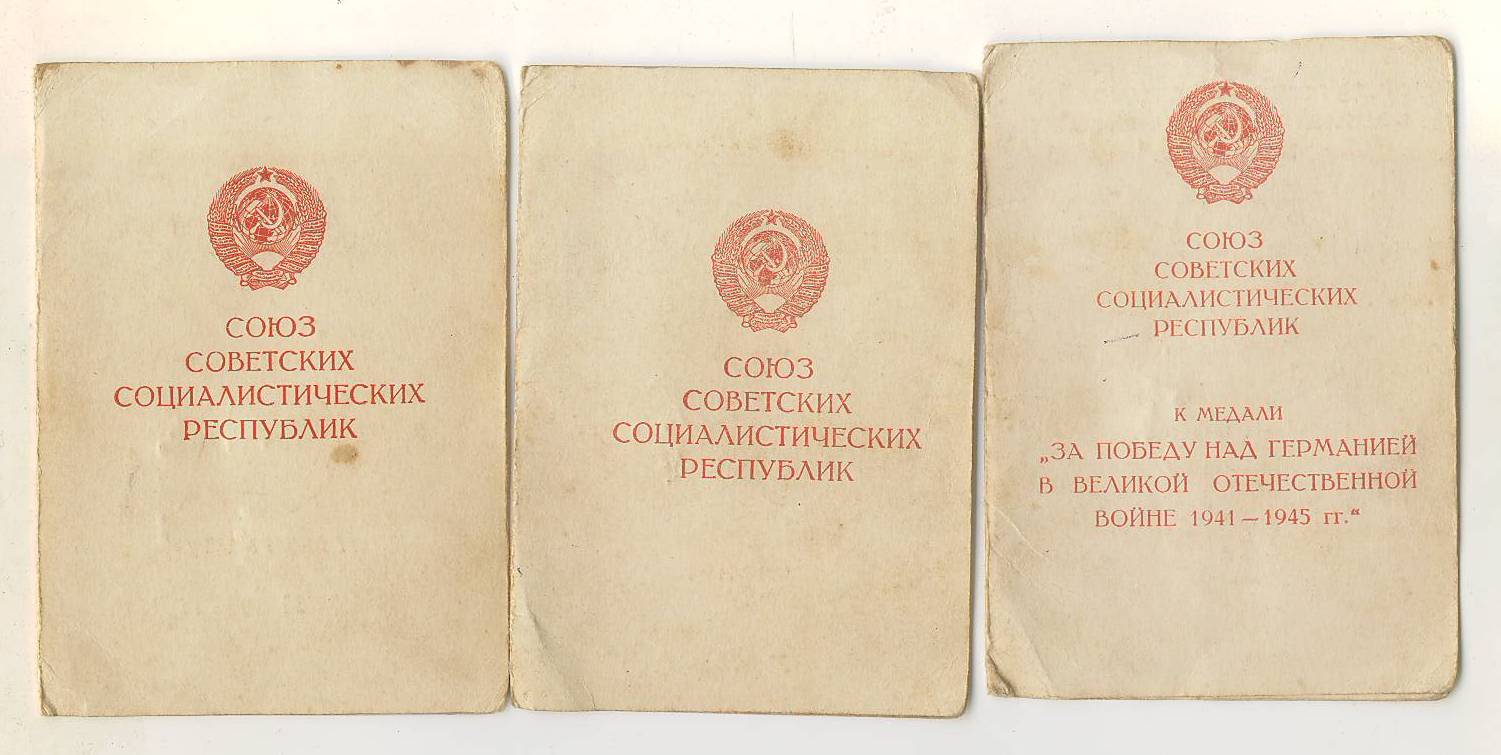 СОЮЗ
СОВЕТСКИХ
СОЦИАЛИСТИЧЕСКИХ
РЕСПУБЛИК
СОЮЗ
СОВЕТСКИХ
СОЦИАЛИСТИЧЕСКИХ
РЕСПУБЛИК
СОЮЗ
СОВЕТСКИХ
СОЦИАЛИСТИЧЕСКИХ
РЕСПУБЛИК
К МЕДАЛИ
„ЗА ПОБЕДУ НАД ГЕРМАНИЕЙ
В ВЕЛИКОЙ ОТЕЧЕСТВЕННОЙ
ВОЙНЕ 1941—1945 гг.“